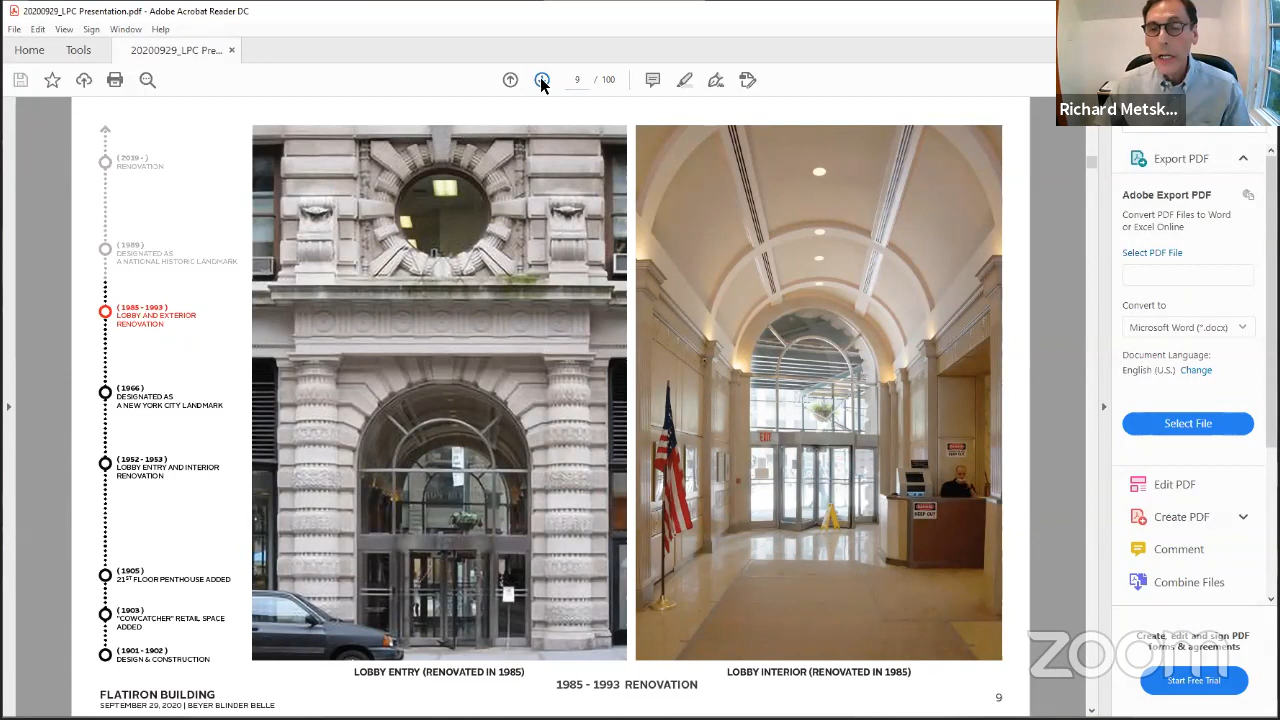 20200929_LPC Presentation.pdf - Adobe Acrobat Reader DC
File Edit View Sign Window Help
Home Tools 20200929_LPC Pre... ×
9 / 100
Richard Metsk...
( 2019 - )
RENOVATION
( 1989 )
DESIGNATED AS
A NATIONAL HISTORIC LANDMARK
( 1985 - 1993 )
LOBBY AND EXTERIOR
RENOVATION
( 1966 )
DESIGNATED AS
A NEW YORK CITY LANDMARK
( 1952 - 1953 )
LOBBY ENTRY AND INTERIOR
RENOVATION
( 1905 )
21ST FLOOR PENTHOUSE ADDED
( 1903 )
"COWCATCHER" RETAIL SPACE
ADDED
( 1901 - 1902 )
DESIGN & CONSTRUCTION
EXIT
KEEP OUT
LOBBY ENTRY (RENOVATED IN 1985)
LOBBY INTERIOR (RENOVATED IN 1985)
1985 - 1993 RENOVATION
FLATIRON BUILDING
SEPTEMBER 29, 2020 | BEYER BLINDER BELLE
9
Export PDF
Adobe Export PDF
Convert PDF Files to Word
or Excel Online
Select PDF File
Convert to
Microsoft Word (*.docx)
Document Language:
English (U.S.) Change
Select File
Edit PDF
Create PDF
Comment
Combine Files
Create, edit and sign PDF
forms & agreements
Start Free Trial
zoom